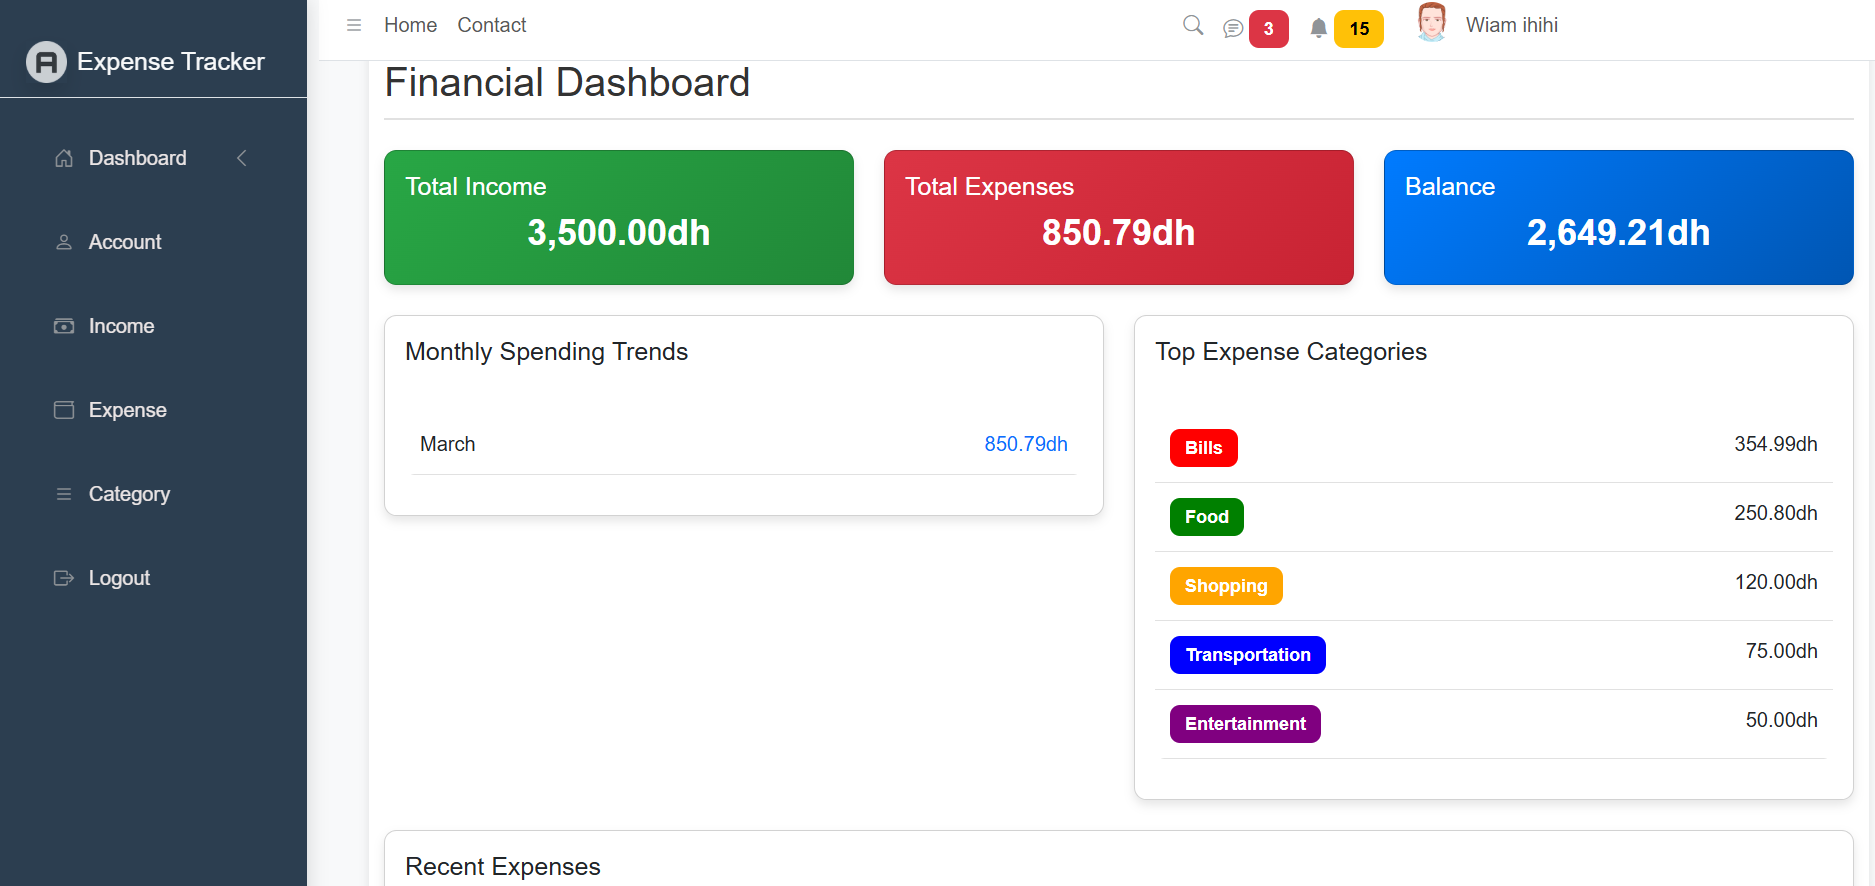 Expense Tracker
Dashboard
Account
Income
Expense
Category
Logout
Home Contact 3 15 Wiam ihihi
Financial Dashboard
Total Income
3,500.00dh
Total Expenses
850.79dh
Balance
2,649.21dh
Monthly Spending Trends
March 850.79dh
Top Expense Categories
Bills 354.99dh
Food 250.80dh
Shopping 120.00dh
Transportation 75.00dh
Entertainment 50.00dh
Recent Expenses